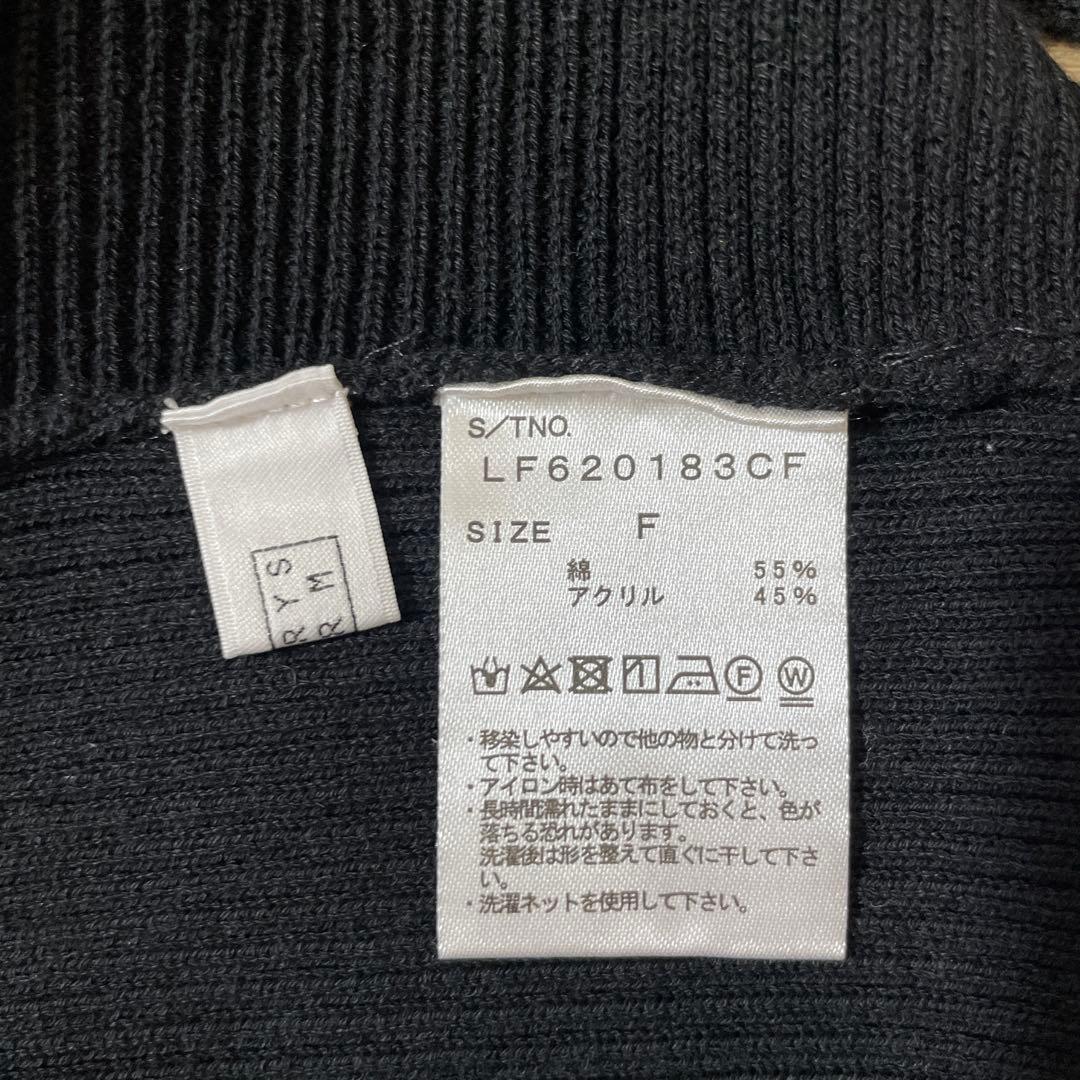 S/TNO.
LF620183CF
SIZE F
綿 55%
アクリル 45%
F W
・移染しやすいので他の物と分けて洗っ
て下さい。
・アイロン時はあて布をして下さい。
・長時間濡れたままにしておくと、色が
落ちる恐れがあります。
洗濯後は形を整えて直ぐに干して下さ
い。
・洗濯ネットを使用して下さい。
RYS
RM